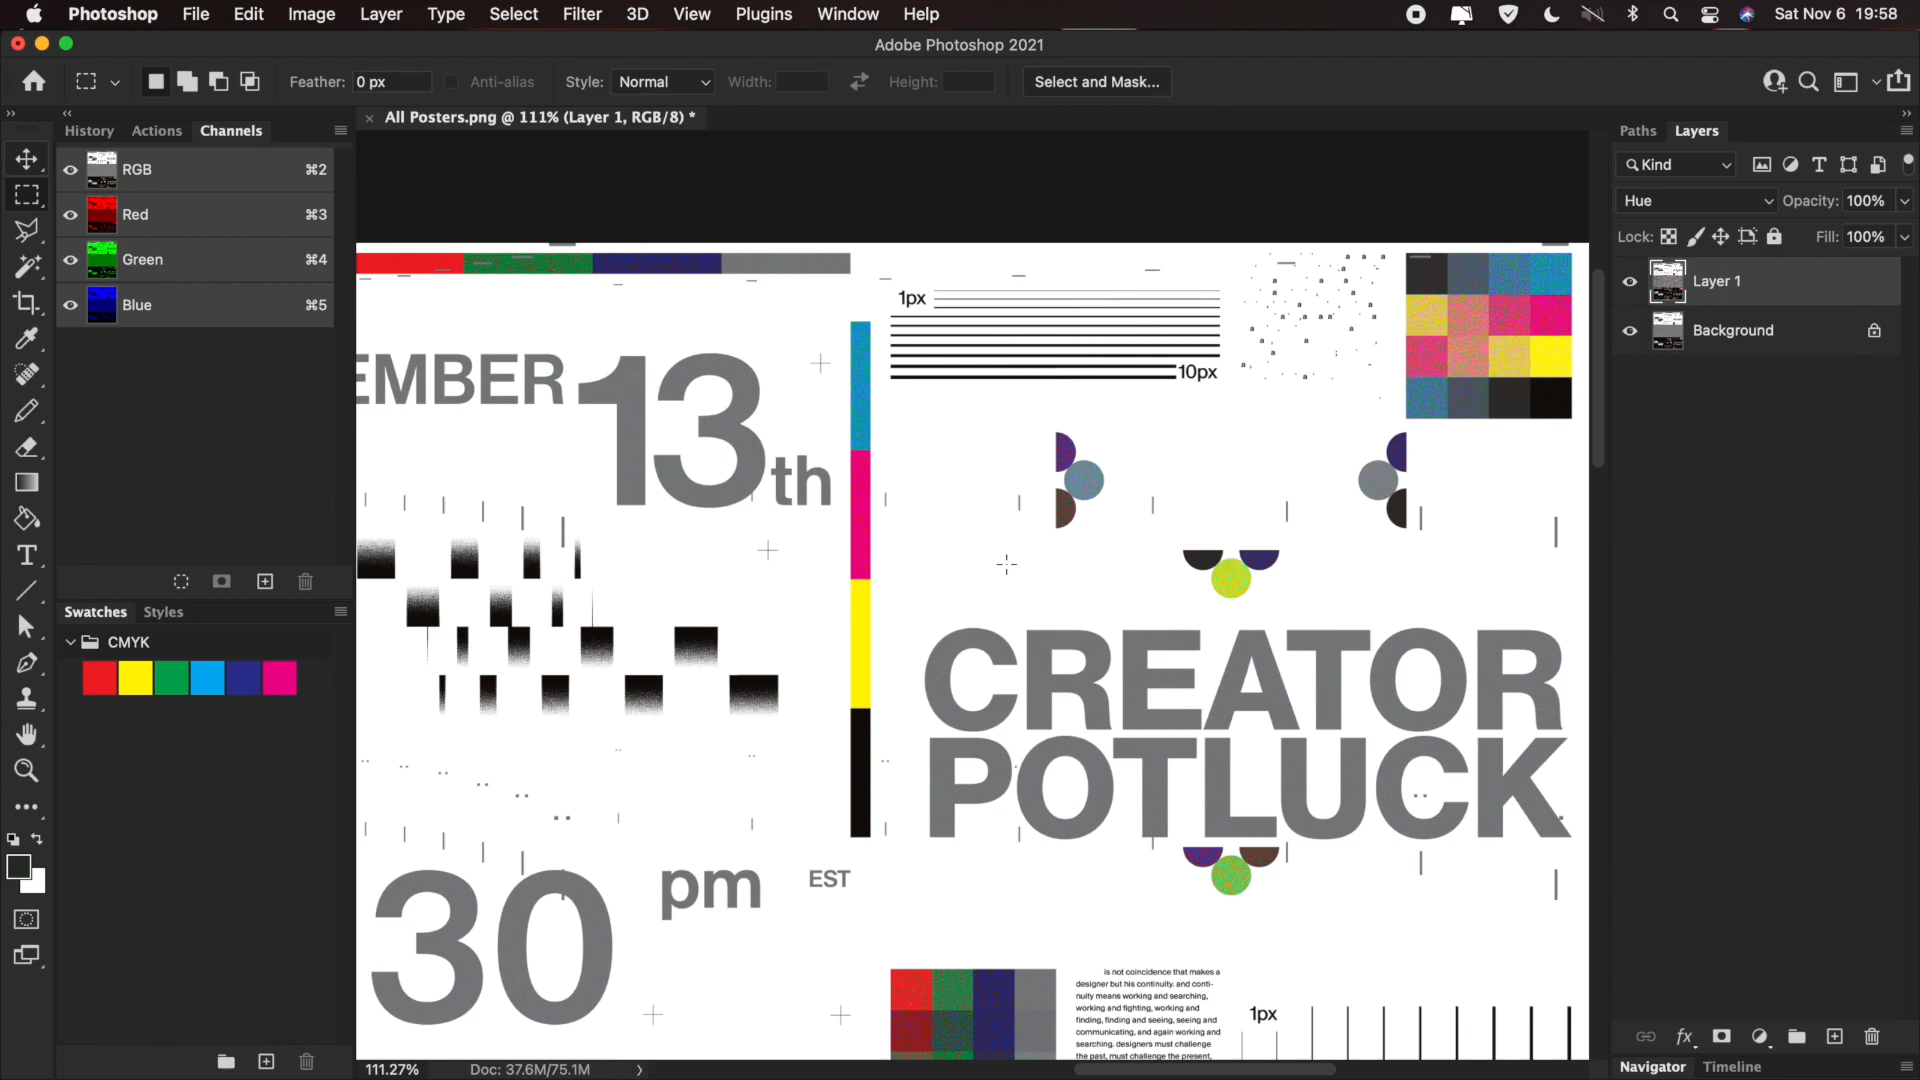 Photoshop File Edit Image Layer Type Select Filter 3D View Plugins Window Help Sat Nov 6 19:58
Adobe Photoshop 2021
Feather: 0 px Anti-alias Style: Normal Width: Height: Select and Mask...
All Posters.png @ 111% (Layer 1, RGB/8) *
History Actions Channels
RGB ⌘2
Red ⌘3
Green ⌘4
Blue ⌘5
Swatches Styles
CMYK
EMBER 13th
30 pm EST
1px
10px
CREATOR
POTLUCK
is not coincidence that makes a
designer but his continuity. and conti-
nuity means working and searching,
working and fighting, working and
finding, finding and seeing, seeing and
communicating, and again working and
searching. designers must challenge
the past, must challenge the present,
1px
111.27% Doc: 37.6M/75.1M
Paths Layers
Kind
Hue Opacity: 100%
Lock: Fill: 100%
Layer 1
Background
fx
Navigator Timeline